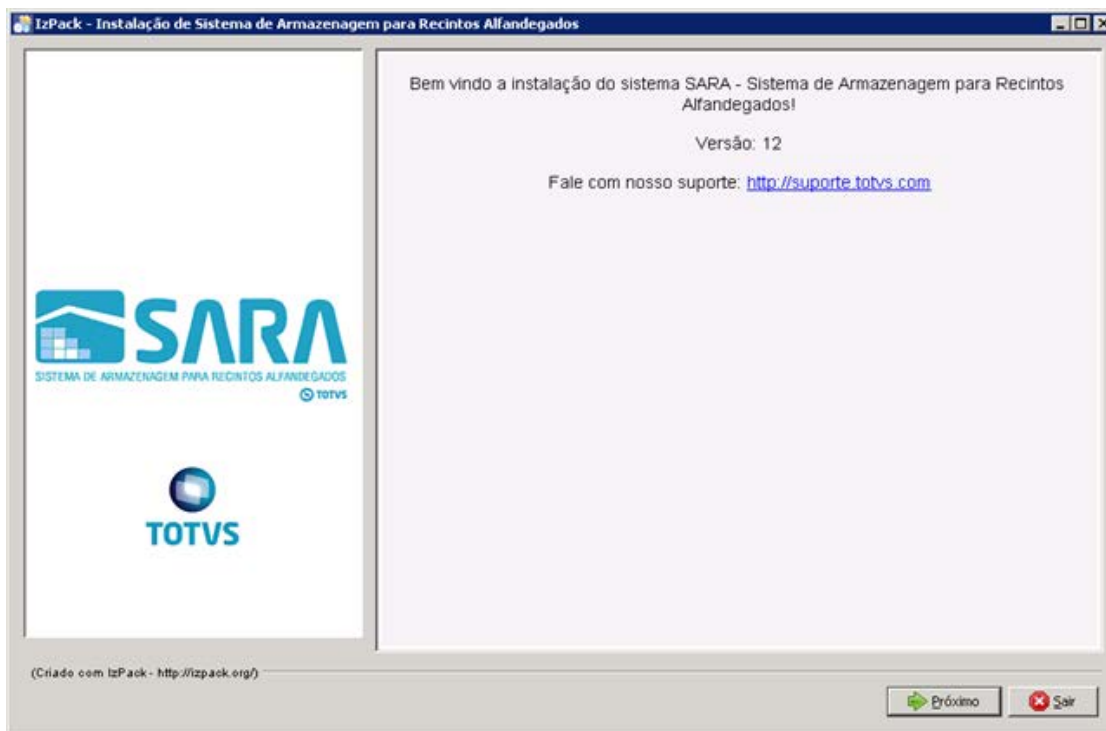 IzPack - Instalação de Sistema de Armazenagem para Recintos Alfandegados
Bem vindo a instalação do sistema SARA - Sistema de Armazenagem para Recintos
Alfandegados!
Versão: 12
Fale com nosso suporte: http://suporte.totvs.com
SARA
SISTEMA DE ARMAZENAGEM PARA RECINTOS ALFANDEGADOS
TOTVS
TOTVS
(Criado com IzPack - http://izpack.org/)
Próximo
Sair